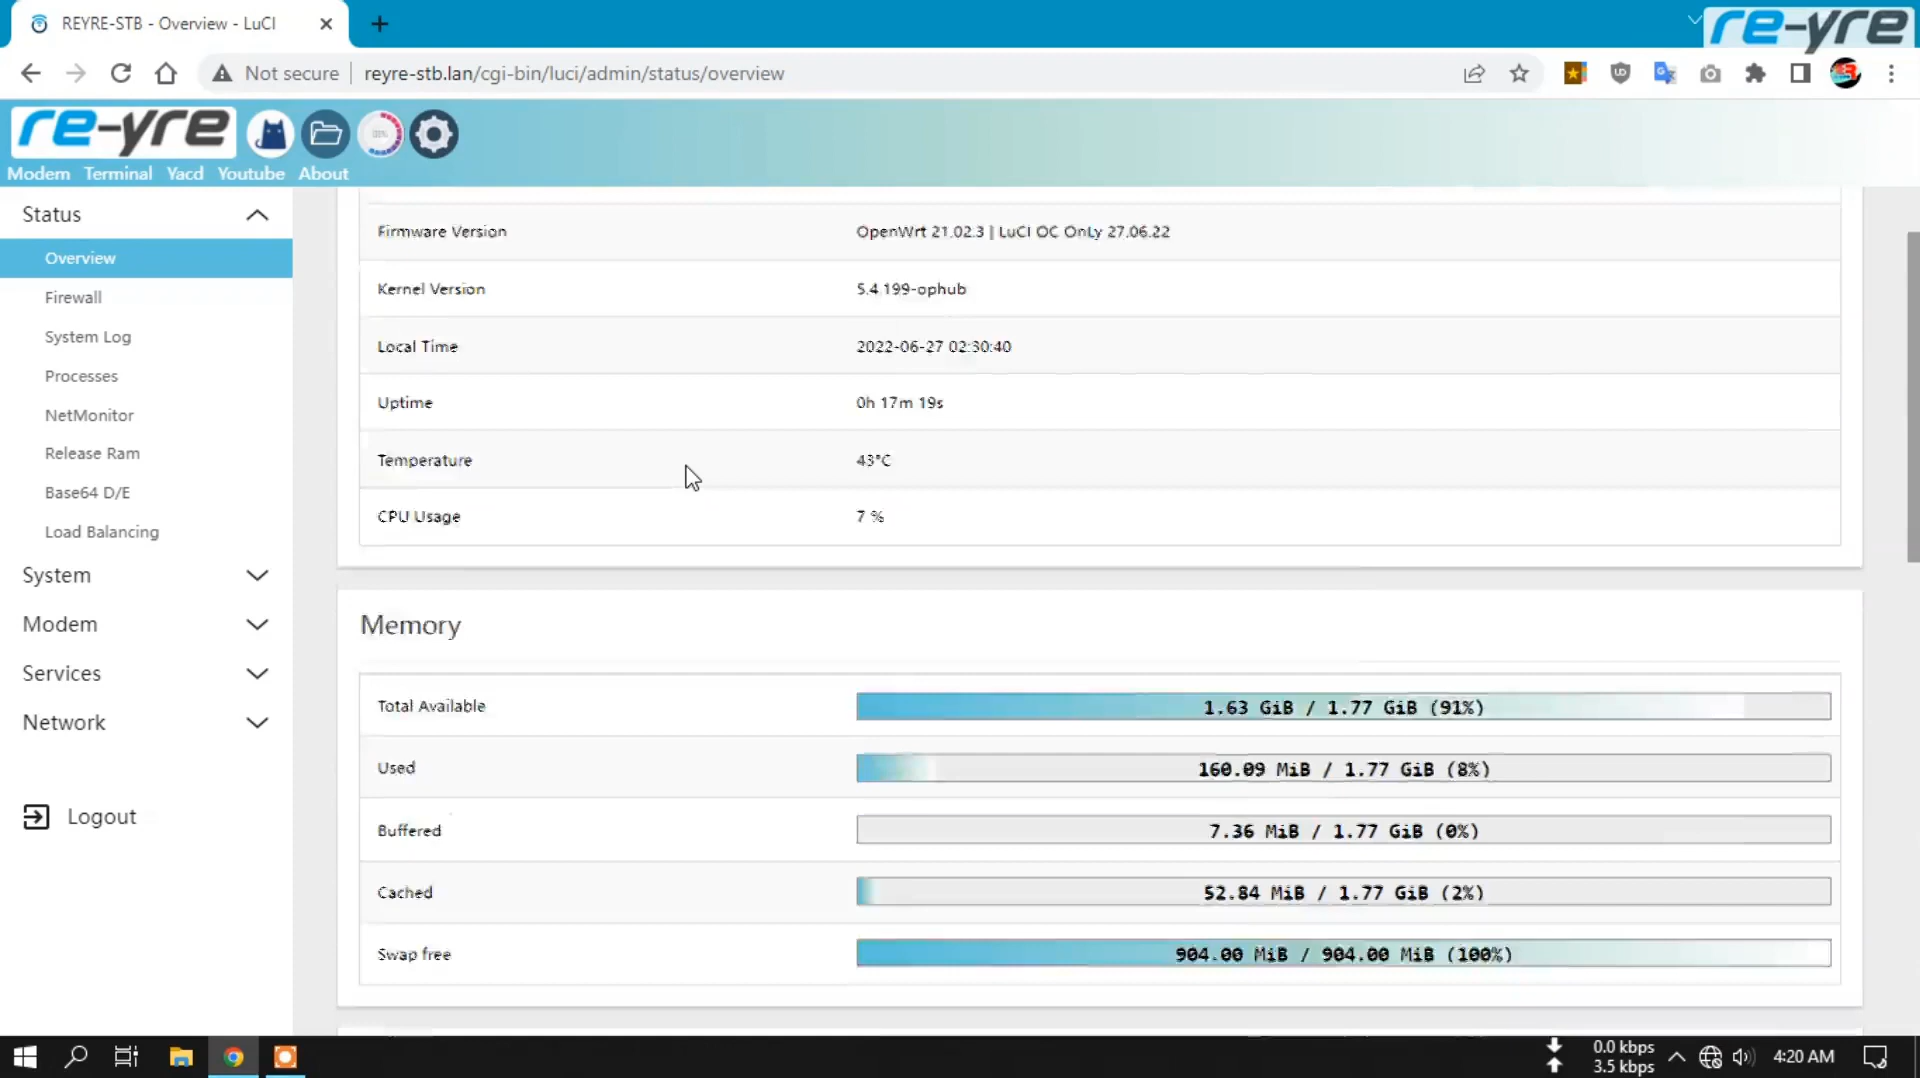 REYRE-STB - Overview - LuCI
re-yre
Not secure
reyre-stb.lan/cgi-bin/luci/admin/status/overview
re-yre
Modem Terminal Yacd Youtube About
Status
Overview
Firewall
System Log
Processes
NetMonitor
Release Ram
Base64 D/E
Load Balancing
System
Modem
Services
Network
Logout
Firmware Version OpenWrt 21.02.3 | LuCI OC OnLy 27.06.22
Kernel Version 5.4.199-ophub
Local Time 2022-06-27 02:30:40
Uptime 0h 17m 19s
Temperature 43°C
CPU Usage 7 %
Memory
Total Available 1.63 GiB / 1.77 GiB (91%)
Used 160.09 MiB / 1.77 GiB (8%)
Buffered 7.36 MiB / 1.77 GiB (0%)
Cached 52.84 MiB / 1.77 GiB (2%)
Swap free 904.00 MiB / 904.00 MiB (100%)
0.0 kbps
3.5 kbps
4:20 AM